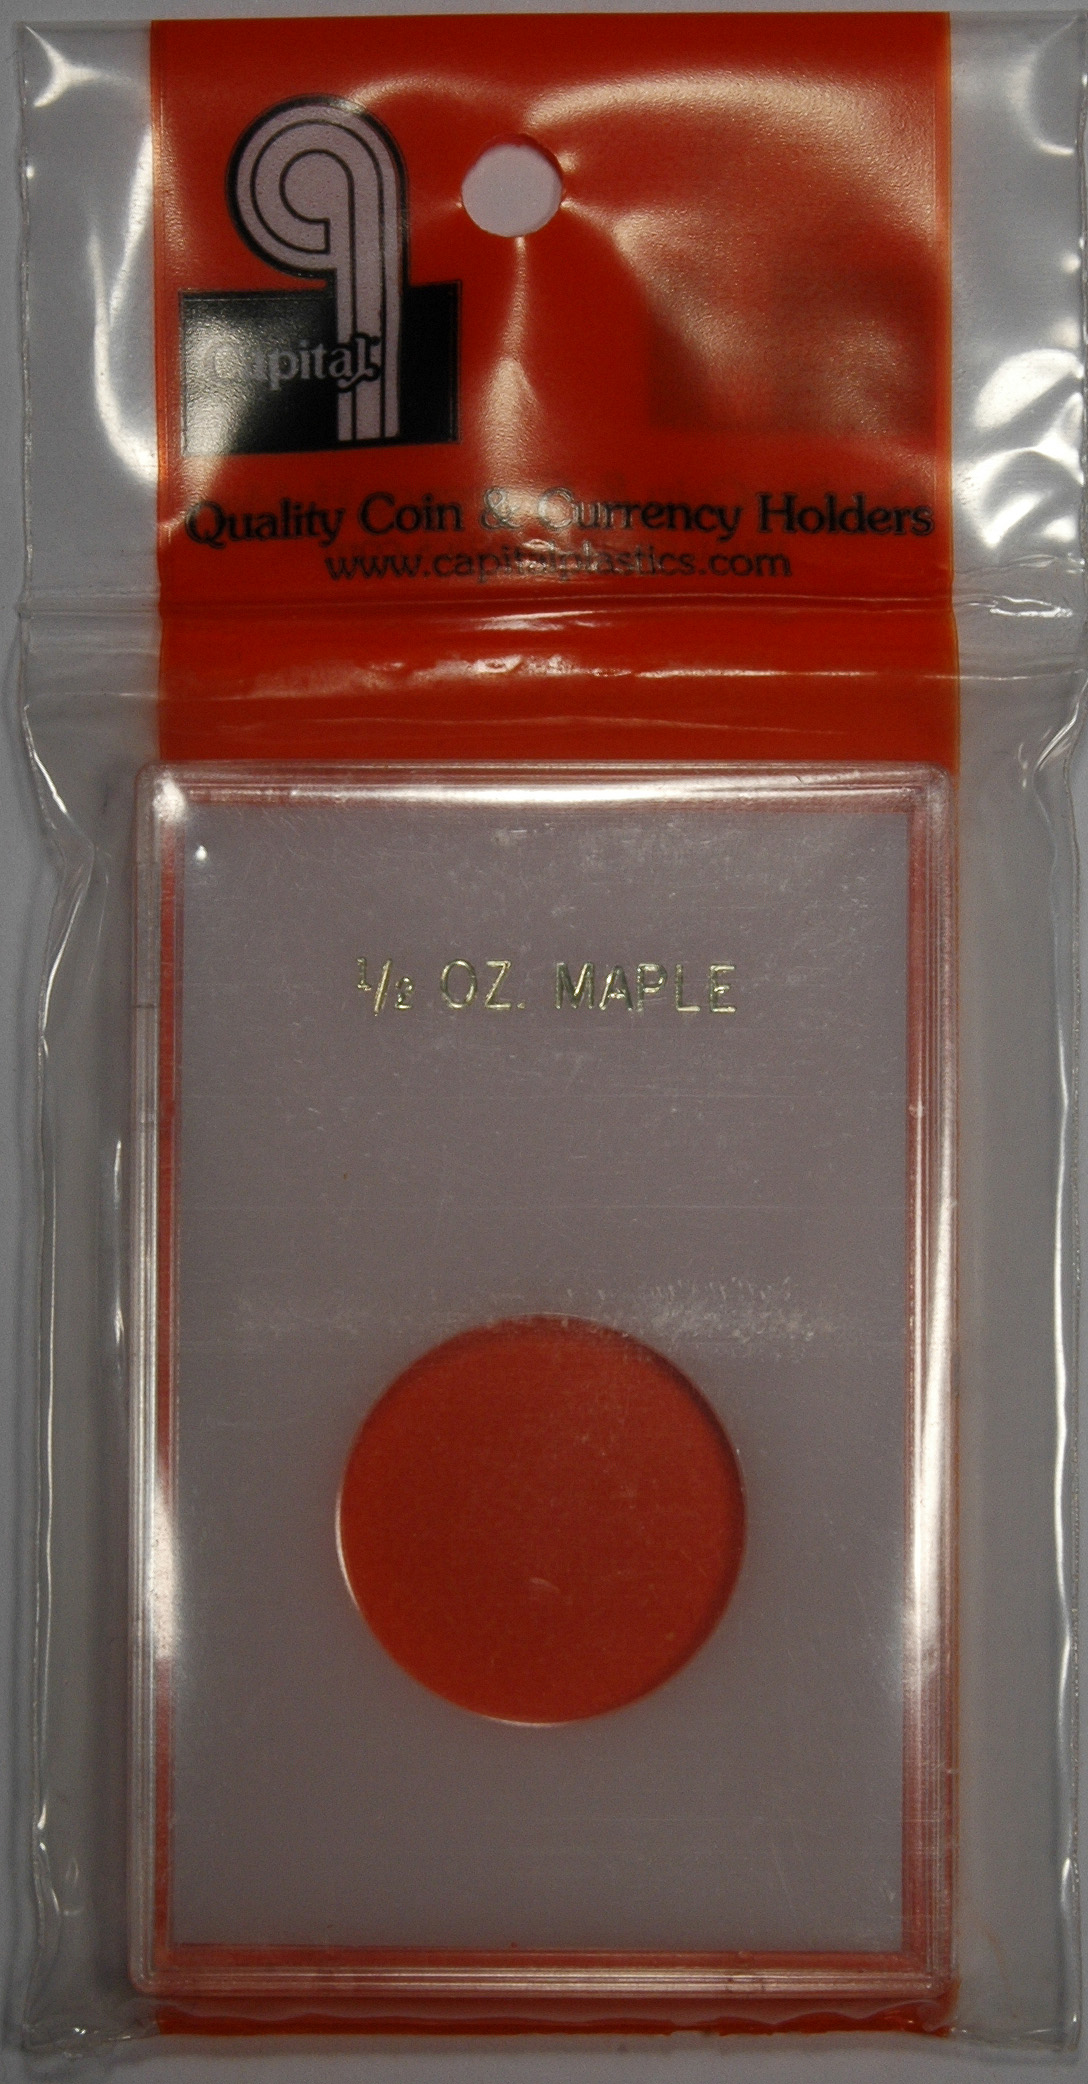 Capital
Quality Coin & Currency Holders
www.capitalplastics.com
1/2 OZ. MAPLE